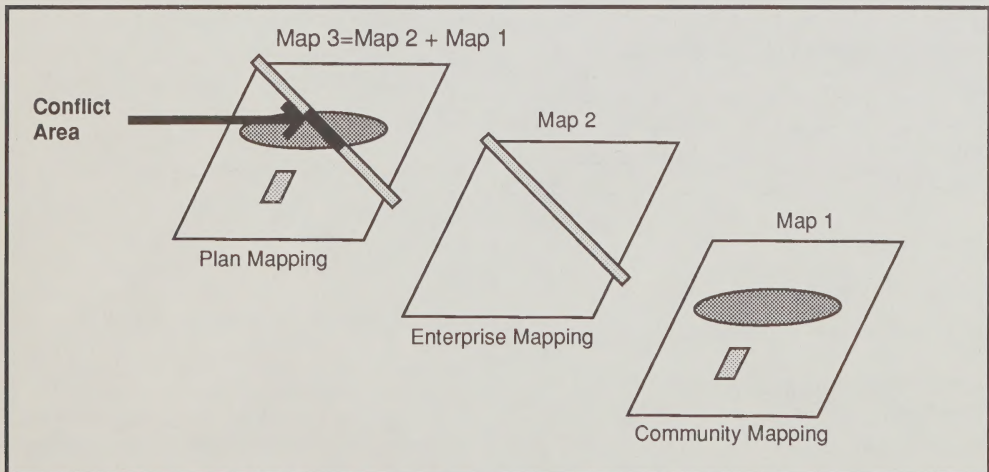 Map 3=Map 2 + Map 1
Conflict
Area
Plan Mapping
Map 2
Enterprise Mapping
Map 1
Community Mapping